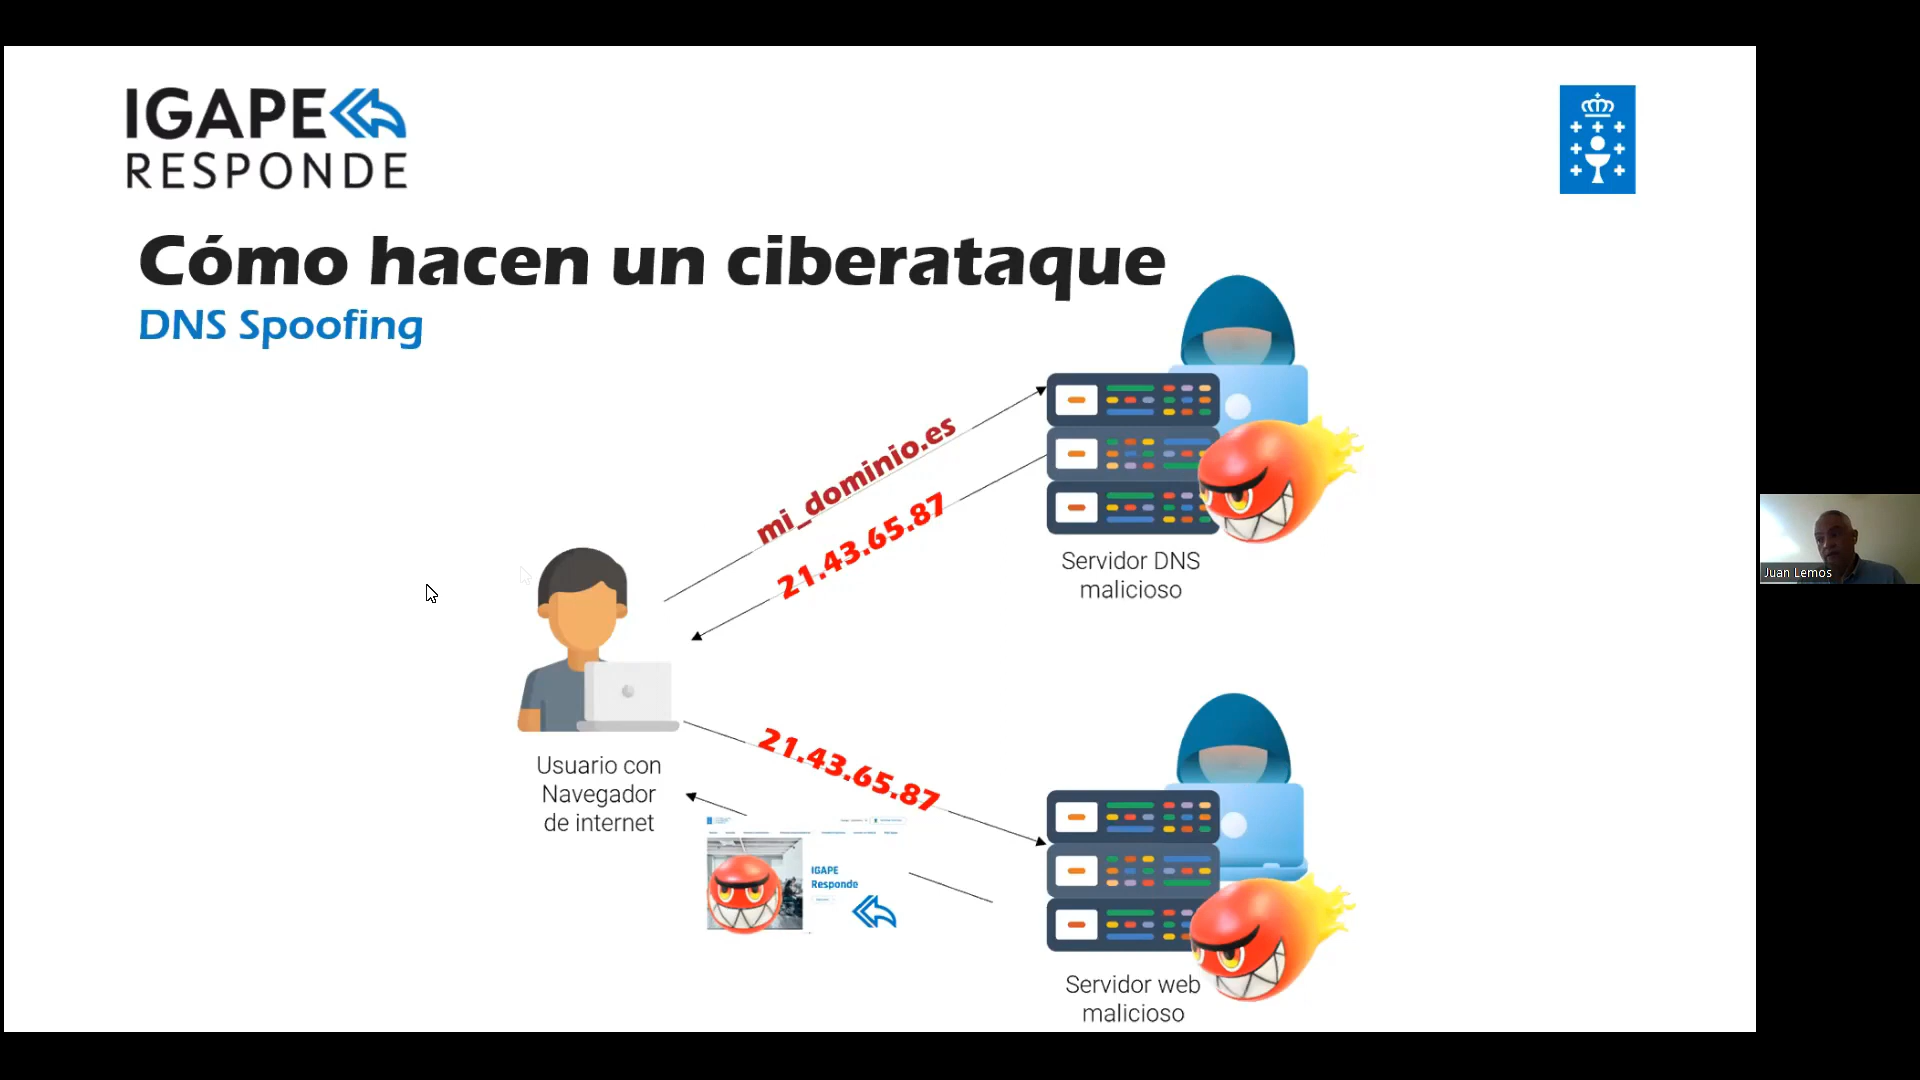 IGAPE
RESPONDE
Cómo hacen un ciberataque
DNS Spoofing
mi_dominio.es
21.43.65.87
Servidor DNS
malicioso
Juan Lemos
Usuario con
Navegador
de internet
21.43.65.87
IGAPE
Responde
Servidor web
malicioso